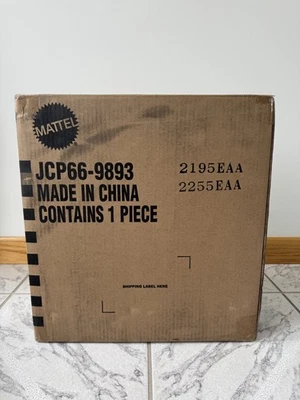 MATTEL
JCP66-9893
MADE IN CHINA
CONTAINS 1 PIECE
2195EAA
2255EAA
SHIPPING LABEL HERE